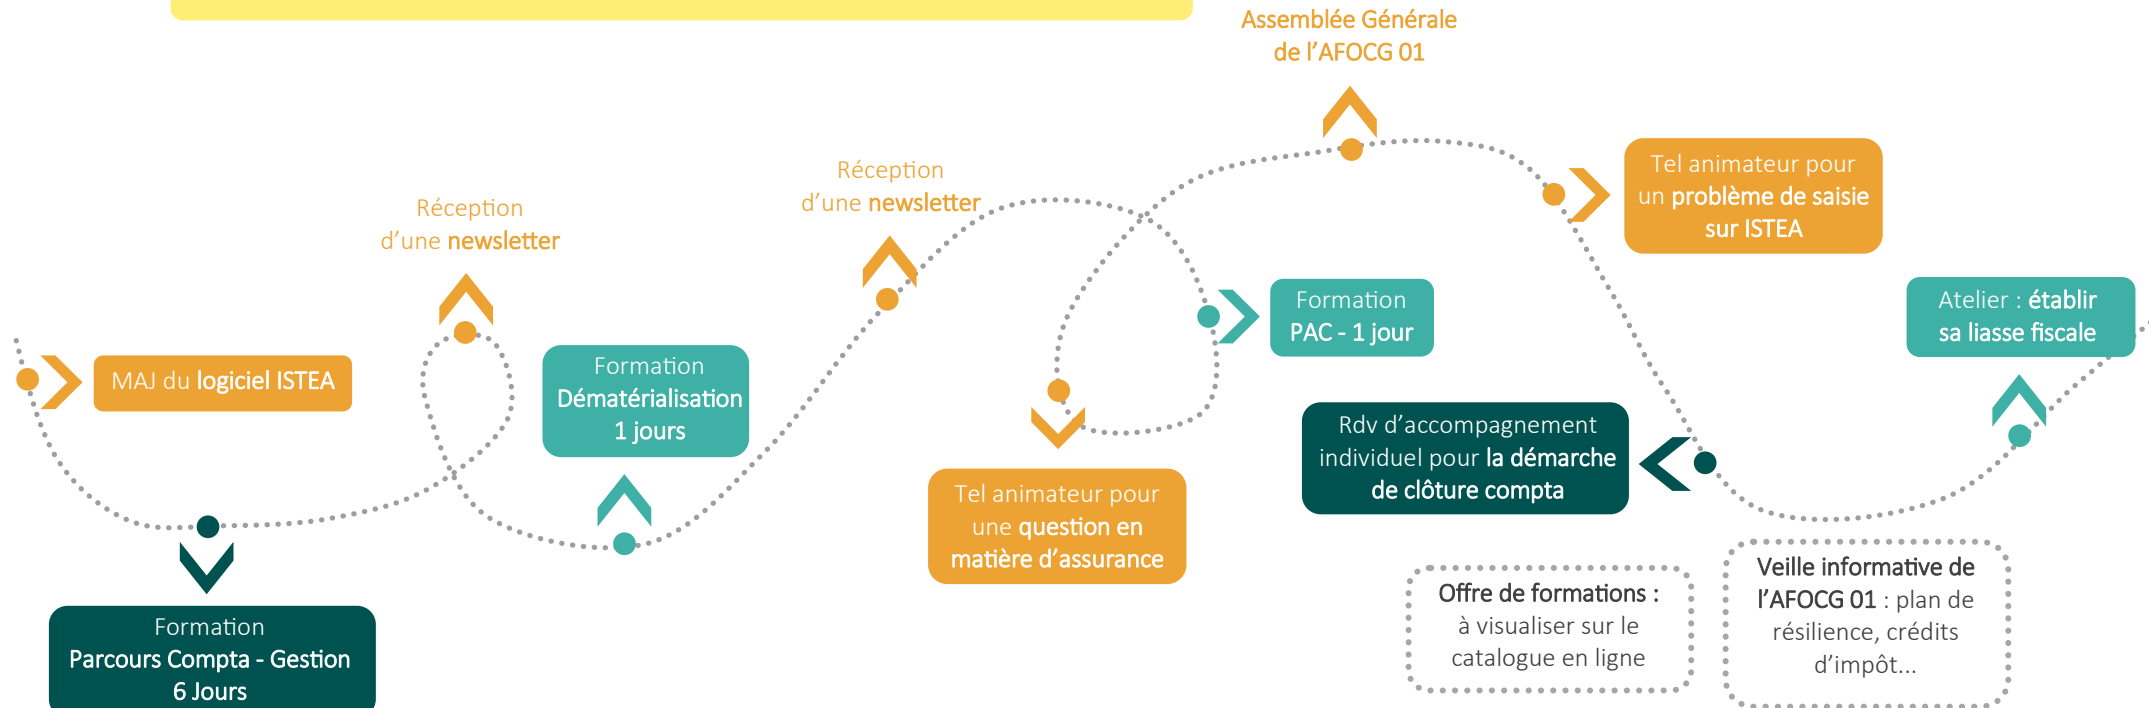 Assemblée Générale
de l’AFOCG 01
Tel animateur pour
un problème de saisie
sur ISTEA
Réception
d’une newsletter
Réception
d’une newsletter
Formation
PAC - 1 jour
Atelier : établir
sa liasse fiscale
MAJ du logiciel ISTEA
Formation
Dématérialisation
1 jours
Rdv d’accompagnement
individuel pour la démarche
de clôture compta
Tel animateur pour
une question en
matière d’assurance
Formation
Parcours Compta - Gestion
6 Jours
Offre de formations :
à visualiser sur le
catalogue en ligne
Veille informative de
l’AFOCG 01 : plan de
résilience, crédits
d’impôt...